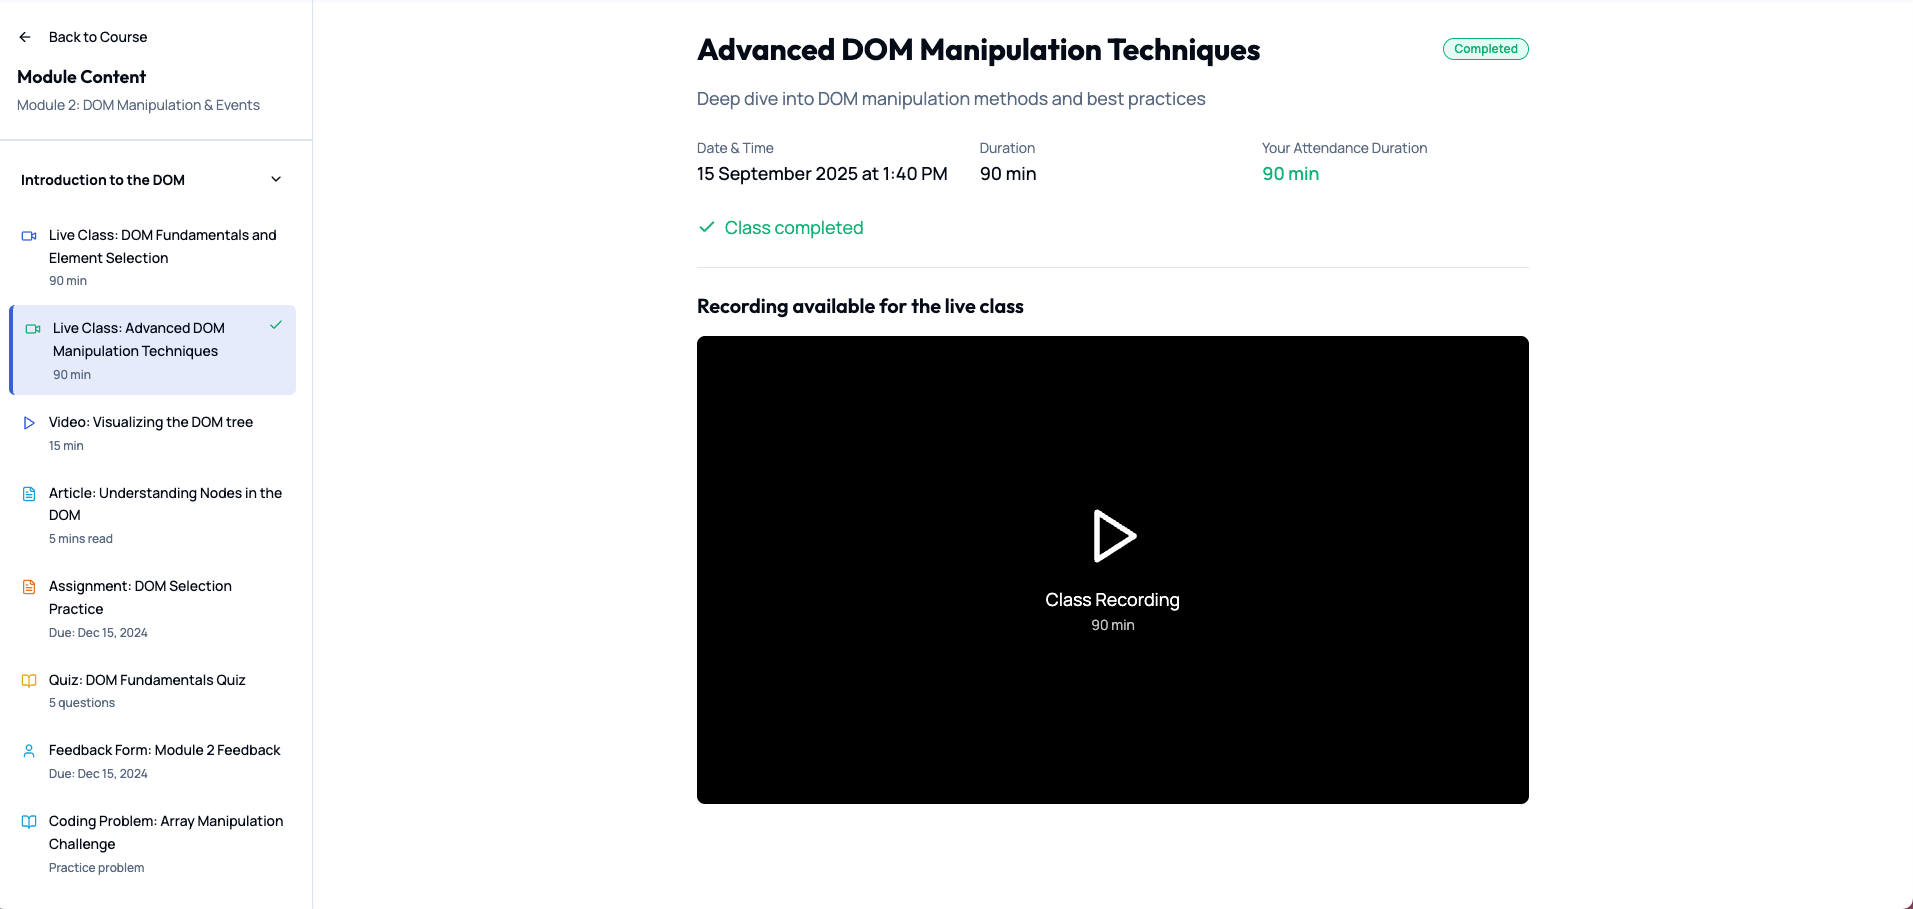 Back to Course
Module Content
Module 2: DOM Manipulation & Events
Introduction to the DOM
Live Class: DOM Fundamentals and
Element Selection
90 min
Live Class: Advanced DOM
Manipulation Techniques
90 min
Video: Visualizing the DOM tree
15 min
Article: Understanding Nodes in the
DOM
5 mins read
Assignment: DOM Selection
Practice
Due: Dec 15, 2024
Quiz: DOM Fundamentals Quiz
5 questions
Feedback Form: Module 2 Feedback
Due: Dec 15, 2024
Coding Problem: Array Manipulation
Challenge
Practice problem
Advanced DOM Manipulation Techniques
Completed
Deep dive into DOM manipulation methods and best practices
Date & Time
15 September 2025 at 1:40 PM
Duration
90 min
Your Attendance Duration
90 min
Class completed
Recording available for the live class
Class Recording
90 min